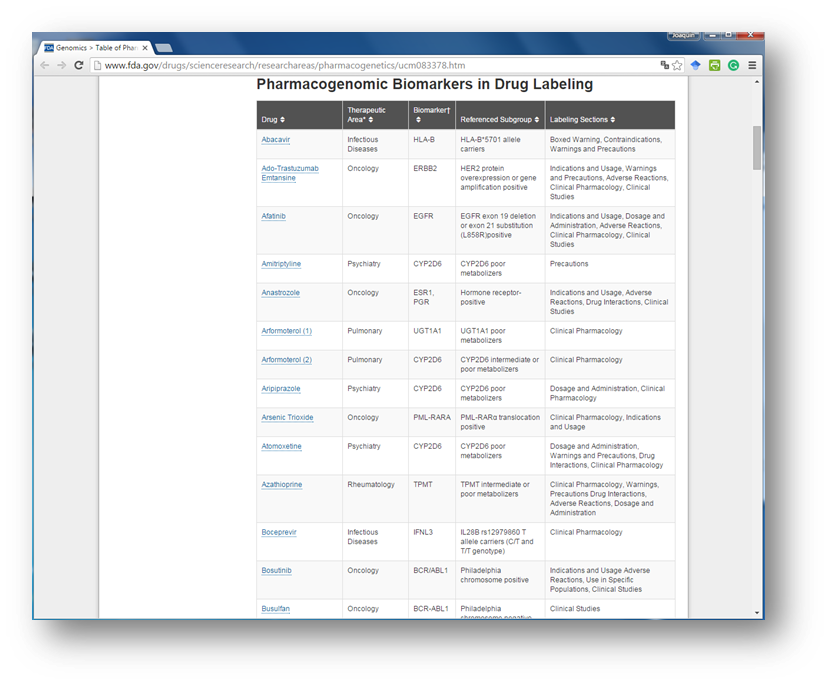 Joaquin
FDA Genomics > Table of Phar
www.fda.gov/drugs/scienceresearch/researchareas/pharmacogenetics/ucm083378.htm
Pharmacogenomic Biomarkers in Drug Labeling
Drug Therapeutic Area* Biomarker† Referenced Subgroup Labeling Sections
Abacavir Infectious HLA-B HLA-B*5701 allele Boxed Warning, Contraindications,
Diseases carriers Warnings and Precautions
Ado-Trastuzumab Oncology ERBB2 HER2 protein Indications and Usage, Warnings
Emtansine overexpression or gene and Precautions, Adverse Reactions,
amplification positive Clinical Pharmacology, Clinical
Studies
Afatinib Oncology EGFR EGFR exon 19 deletion Indications and Usage, Dosage and
or exon 21 substitution Administration, Adverse Reactions,
(L858R)positive Clinical Pharmacology, Clinical
Studies
Amitriptyline Psychiatry CYP2D6 CYP2D6 poor Precautions
metabolizers
Anastrozole Oncology ESR1, Hormone receptor- Indications and Usage, Adverse
PGR positive Reactions, Drug Interactions, Clinical
Studies
Arformoterol (1) Pulmonary UGT1A1 UGT1A1 poor Clinical Pharmacology
metabolizers
Arformoterol (2) Pulmonary CYP2D6 CYP2D6 intermediate or Clinical Pharmacology
poor metabolizers
Aripiprazole Psychiatry CYP2D6 CYP2D6 poor Dosage and Administration, Clinical
metabolizers Pharmacology
Arsenic Trioxide Oncology PML-RARA PML-RARα translocation Clinical Pharmacology, Indications
positive and Usage
Atomoxetine Psychiatry CYP2D6 CYP2D6 poor Dosage and Administration,
metabolizers Warnings and Precautions, Drug
Interactions, Clinical Pharmacology
Azathioprine Rheumatology TPMT TPMT intermediate or Clinical Pharmacology, Warnings,
poor metabolizers Precautions Drug Interactions,
Adverse Reactions, Dosage and
Administration
Boceprevir Infectious IFNL3 IL28B rs12979860 T Clinical Pharmacology
Diseases allele carriers (C/T and
T/T genotype)
Bosutinib Oncology BCR/ABL1 Philadelphia Indications and Usage Adverse
chromosome positive Reactions, Use in Specific
Populations, Clinical Studies
Busulfan Oncology BCR-ABL1 Philadelphia Clinical Studies
chromosome negative